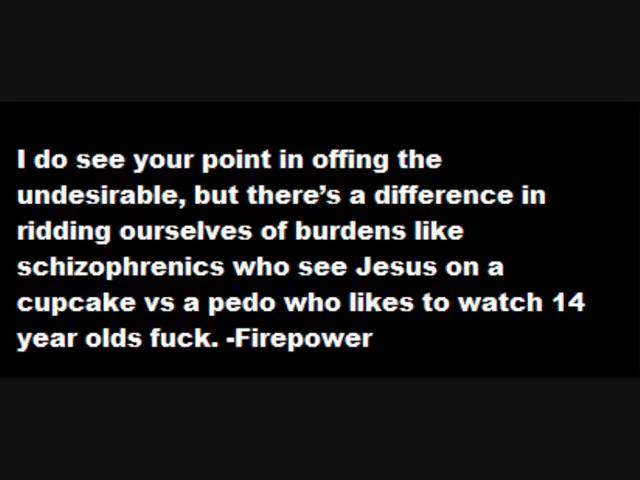 I do see your point in offing the
undesirable, but there’s a difference in
ridding ourselves of burdens like
schizophrenics who see Jesus on a
cupcake vs a pedo who likes to watch 14
year olds fuck. -Firepower